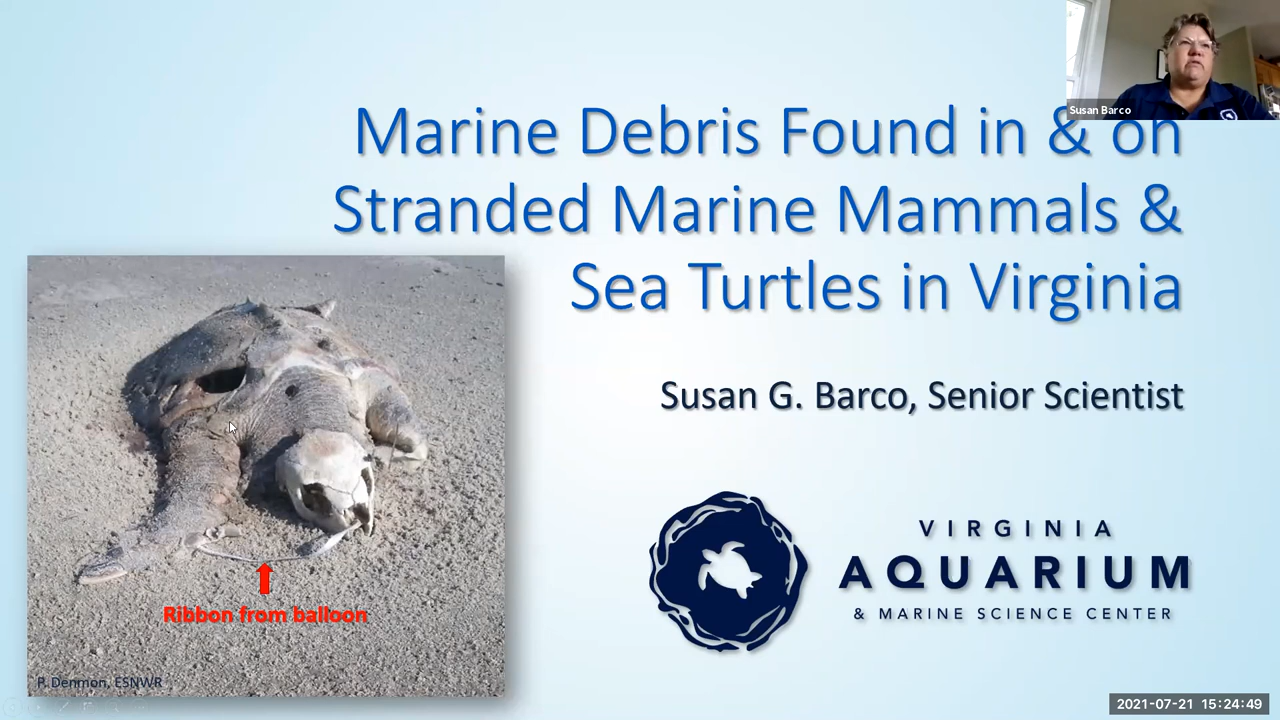 Susan Barco
Marine Debris Found in & on
Stranded Marine Mammals &
Sea Turtles in Virginia
Susan G. Barco, Senior Scientist
VIRGINIA
AQUARIUM
& MARINE SCIENCE CENTER
Ribbon from balloon
P. Denmon, ESNWR
2021-07-21 15:24:49